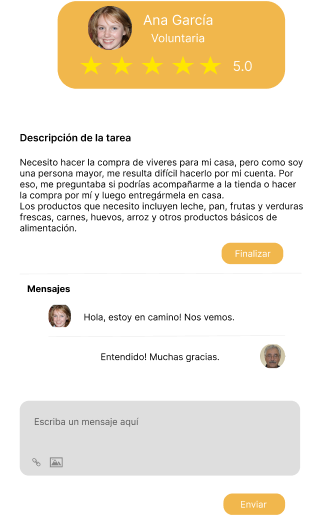 Ana García
Voluntaria
5.0
Descripción de la tarea
Necesito hacer la compra de viveres para mi casa, pero como soy
una persona mayor, me resulta difícil hacerlo por mi cuenta. Por
eso, me preguntaba si podrías acompañarme a la tienda o hacer
la compra por mí y luego entregármela en casa.
Los productos que necesito incluyen leche, pan, frutas y verduras
frescas, carnes, huevos, arroz y otros productos básicos de
alimentación.
Finalizar
Mensajes
Hola, estoy en camino! Nos vemos.
Entendido! Muchas gracias.
Escriba un mensaje aquí
Enviar